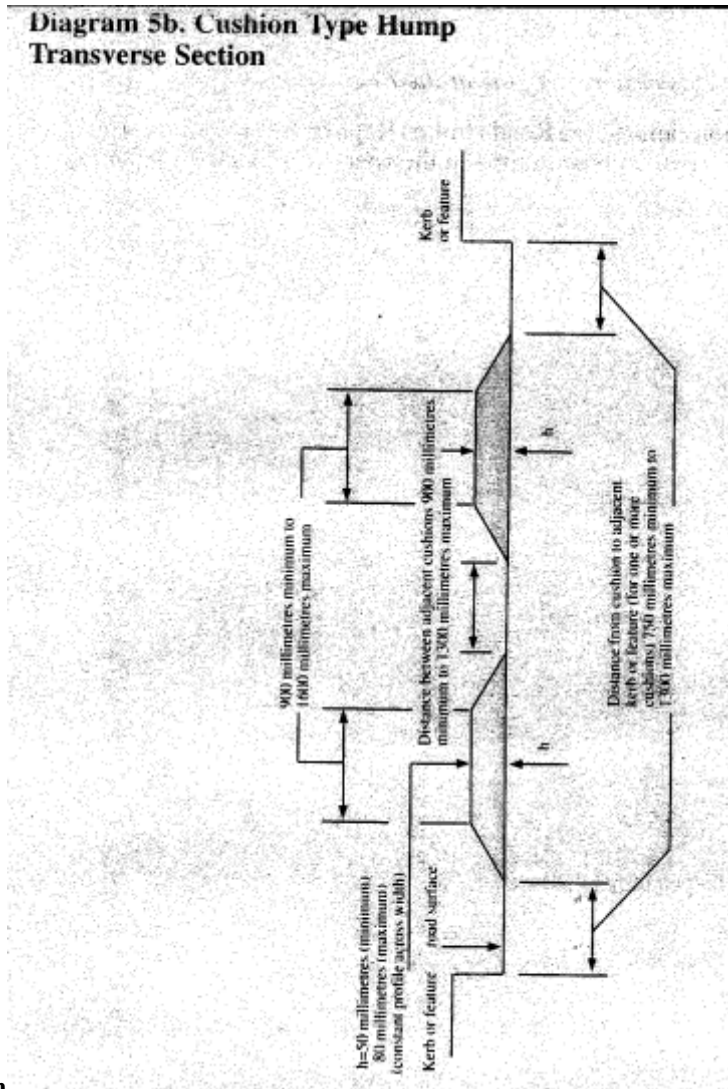 Diagram 5b. Cushion Type Hump
Transverse Section
Kerb
or feature
900 millimetres minimum to
1600 millimetres maximum
Distance between adjacent cushions 900 millimetres
minimum to 1300 millimetres maximum
h
Distance from cushion to adjacent
kerb or feature (for one or more
cushions) 750 millimetres minimum to
1300 millimetres maximum
h
h=50 millimetres (minimum)
80 millimetres (maximum)
(constant profile across width)
road surface
Kerb or feature